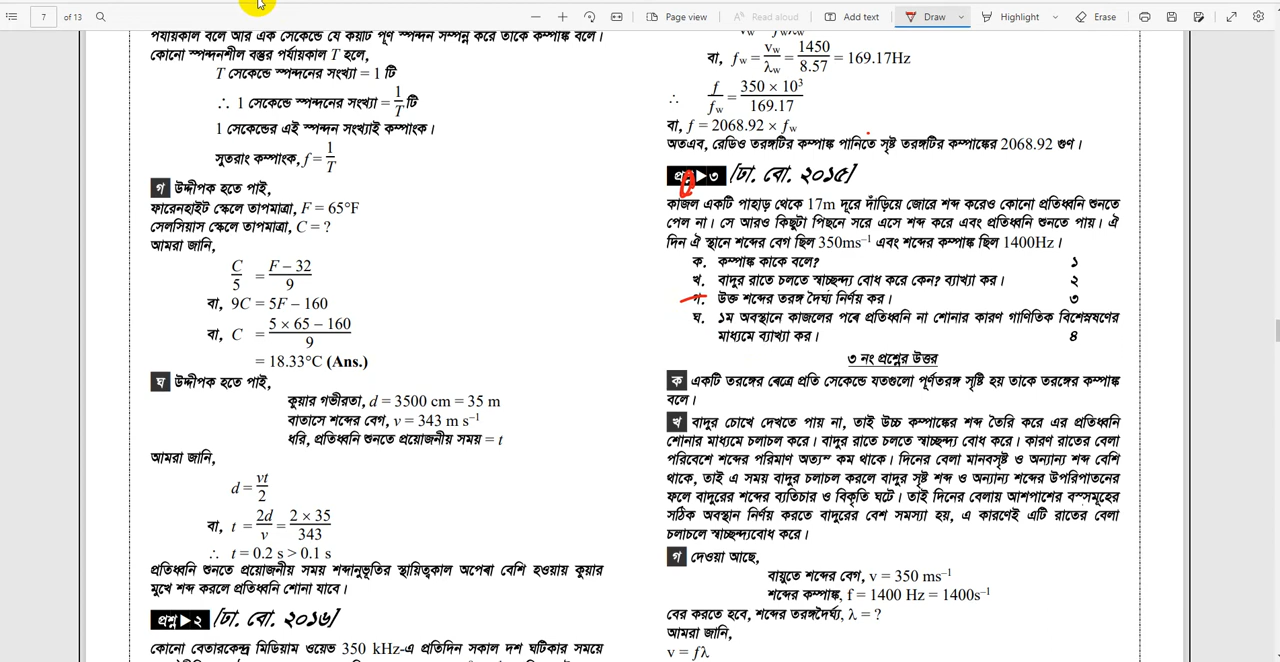 7 of 13
Page view
Read aloud
Add text
Draw
Highlight
Erase
পর্যায়কাল বলে আর এক সেকেন্ডে যে কয়টি পূর্ণ স্পন্দন সম্পন্ন করে তাকে কম্পাঙ্ক বলে।
কোনো স্পন্দনশীল বস্তুর পর্যায়কাল T হলে,
T সেকেন্ডে স্পন্দনের সংখ্যা = 1 টি
∴ 1 সেকেন্ডে স্পন্দনের সংখ্যা = 1/T টি
1 সেকেন্ডের এই স্পন্দন সংখ্যাই কম্পাংক।
সুতরাং কম্পাংক, f = 1/T
গ উদ্দীপক হতে পাই,
ফারেনহাইট স্কেলে তাপমাত্রা, F = 65°F
সেলসিয়াস স্কেলে তাপমাত্রা, C = ?
আমরা জানি,
C/5 = F – 32/9
বা, 9C = 5F – 160
বা, C = 5 × 65 – 160/9
= 18.33°C (Ans.)
ঘ উদ্দীপক হতে পাই,
কুয়ার গভীরতা, d = 3500 cm = 35 m
বাতাসে শব্দের বেগ, v = 343 m s⁻¹
ধরি, প্রতিধ্বনি শুনতে প্রয়োজনীয় সময় = t
আমরা জানি,
d = vt/2
বা, t = 2d/v = 2 × 35/343
∴ t = 0.2 s > 0.1 s
প্রতিধ্বনি শুনতে প্রয়োজনীয় সময় শব্দানুভূতির স্থায়িত্বকাল অপেৰা বেশি হওয়ায় কুয়ার
মুখে শব্দ করলে প্রতিধ্বনি শোনা যাবে।
প্রশ্ন ▶ ২ [ঢা. বো. ২০১৬]
কোনো বেতারকেন্দ্র মিডিয়াম ওয়েভ 350 kHz-এ প্রতিদিন সকাল দশ ঘটিকার সময়ে
v_w = f_wλ_w
বা, f_w = v_w/λ_w = 1450/8.57 = 169.17Hz
∴ f/f_w = 350 × 10³/169.17
বা, f = 2068.92 × f_w
অতএব, রেডিও তরঙ্গটির কম্পাঙ্ক পানিতে সৃষ্ট তরঙ্গটির কম্পাঙ্কের 2068.92 গুণ।
প্রশ্ন ▶ ৩ [ঢা. বো. ২০১৫]
কাজল একটি পাহাড় থেকে 17m দূরে দাঁড়িয়ে জোরে শব্দ করেও কোনো প্রতিধ্বনি শুনতে
পেল না। সে আরও কিছুটা পিছনে সরে এসে শব্দ করে এবং প্রতিধ্বনি শুনতে পায়। ঐ
দিন ঐ স্থানে শব্দের বেগ ছিল 350ms⁻¹ এবং শব্দের কম্পাঙ্ক ছিল 1400Hz।
ক. কম্পাঙ্ক কাকে বলে? ১
খ. বাদুর রাতে চলতে স্বাচ্ছন্দ্য বোধ করে কেন? ব্যাখ্যা কর। ২
গ. উক্ত শব্দের তরঙ্গ দৈর্ঘ্য নির্ণয় কর। ৩
ঘ. ১ম অবস্থানে কাজলের পৰে প্রতিধ্বনি না শোনার কারণ গাণিতিক বিশেস্নষণের
মাধ্যমে ব্যাখ্যা কর। ৪
৩ নং প্রশ্নের উত্তর
ক একটি তরঙ্গের ৰেত্রে প্রতি সেকেন্ডে যতগুলো পূর্ণতরঙ্গ সৃষ্টি হয় তাকে তরঙ্গের কম্পাঙ্ক
বলে।
খ বাদুর চোখে দেখতে পায় না, তাই উচ্চ কম্পাঙ্কের শব্দ তৈরি করে এর প্রতিধ্বনি
শোনার মাধ্যমে চলাচল করে। বাদুর রাতে চলতে স্বাচ্ছন্দ্য বোধ করে। কারণ রাতের বেলা
পরিবেশে শব্দের পরিমাণ অত্যন্ত কম থাকে। দিনের বেলা মানবসৃষ্ট ও অন্যান্য শব্দ বেশি
থাকে, তাই এ সময় বাদুর চলাচল করলে বাদুর সৃষ্ট শব্দ ও অন্যান্য শব্দের উপরিপাতনের
ফলে বাদুরের শব্দের ব্যতিচার ও বিকৃতি ঘটে। তাই দিনের বেলায় আশপাশের বস্তুসমূহের
সঠিক অবস্থান নির্ণয় করতে বাদুরের বেশ সমস্যা হয়, এ কারণেই এটি রাতের বেলা
চলাচলে স্বাচ্ছন্দ্যবোধ করে।
গ দেওয়া আছে,
বায়ুতে শব্দের বেগ, v = 350 ms⁻¹
শব্দের কম্পাঙ্ক, f = 1400 Hz = 1400s⁻¹
বের করতে হবে, শব্দের তরঙ্গদৈর্ঘ্য, λ = ?
আমরা জানি,
v = fλ